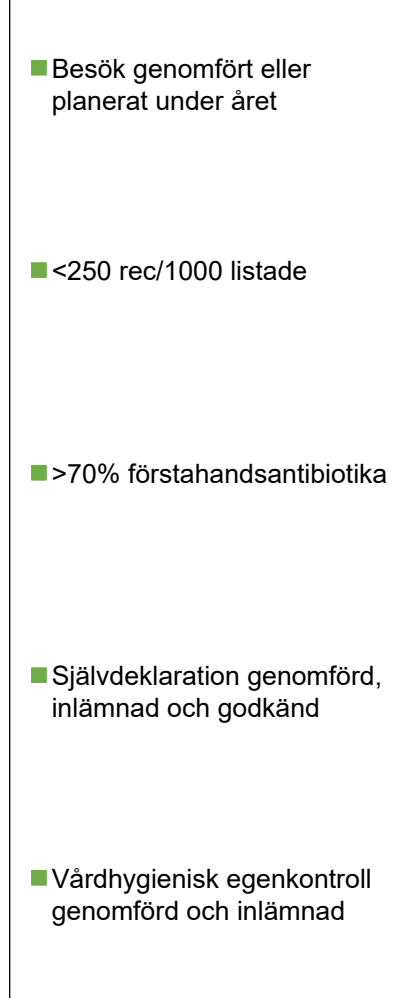 Besök genomfört eller
planerat under året
<250 rec/1000 listade
>70% förstahandsantibiotika
Självdeklaration genomförd,
inlämnad och godkänd
Vårdhygienisk egenkontroll
genomförd och inlämnad